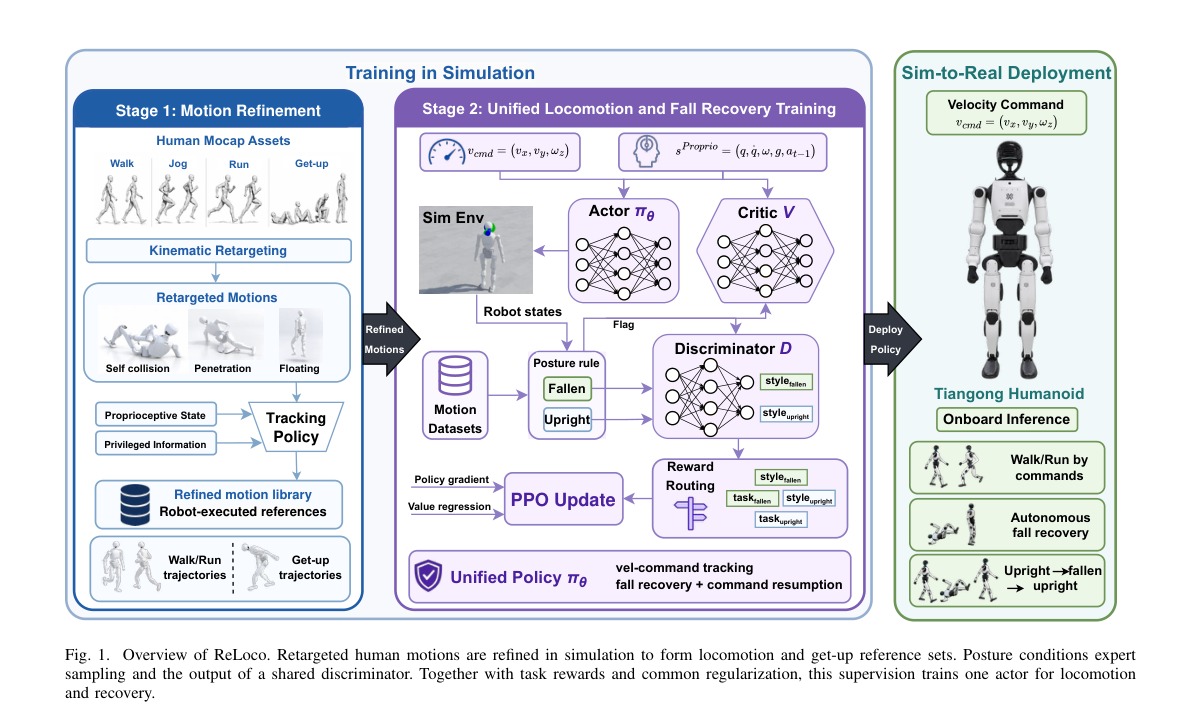 Training in Simulation
Stage 1: Motion Refinement
Human Mocap Assets
Walk
Jog
Run
Get-up
Kinematic Retargeting
Retargeted Motions
Self collision
Penetration
Floating
Proprioceptive State
Privileged Information
Tracking
Policy
Refined motion library
Robot-executed references
Walk/Run
trajectories
Get-up
trajectories
Refined
Motions
Stage 2: Unified Locomotion and Fall Recovery Training
v_cmd = (v_x, v_y, ω_z)
s^Proprio = (q, q̇, ω, g, a_{t−1})
Sim Env
Actor π_θ
Critic V
Robot states
Flag
Motion
Datasets
Posture rule
Fallen
Upright
Discriminator D
style_fallen
style_upright
Policy gradient
Value regression
PPO Update
Reward
Routing
style_fallen
task_fallen
style_upright
task_upright
Unified Policy π_θ
vel-command tracking
fall recovery + command resumption
Deploy
Policy
Sim-to-Real Deployment
Velocity Command
v_cmd = (v_x, v_y, ω_z)
Tiangong Humanoid
Onboard Inference
Walk/Run by
commands
Autonomous
fall recovery
Upright → fallen
→ upright
Fig. 1. Overview of ReLoco. Retargeted human motions are refined in simulation to form locomotion and get-up reference sets. Posture conditions expert
sampling and the output of a shared discriminator. Together with task rewards and common regularization, this supervision trains one actor for locomotion
and recovery.